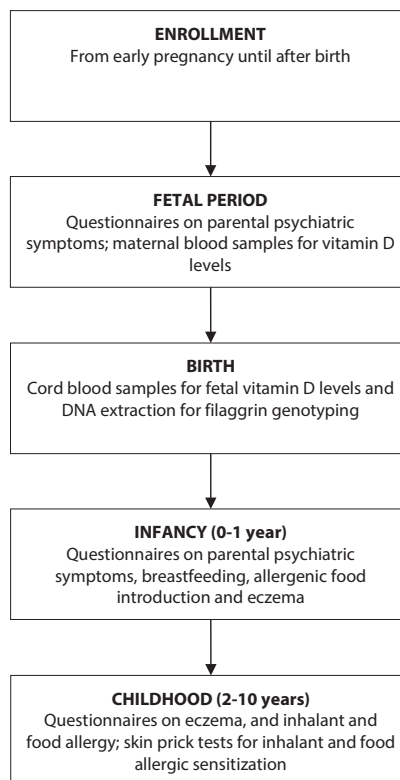 ENROLLMENT
From early pregnancy until after birth
FETAL PERIOD
Questionnaires on parental psychiatric
symptoms; maternal blood samples for vitamin D
levels
BIRTH
Cord blood samples for fetal vitamin D levels and
DNA extraction for filaggrin genotyping
INFANCY (0-1 year)
Questionnaires on parental psychiatric
symptoms, breastfeeding, allergenic food
introduction and eczema
CHILDHOOD (2-10 years)
Questionnaires on eczema, and inhalant and
food allergy; skin prick tests for inhalant and food
allergic sensitization